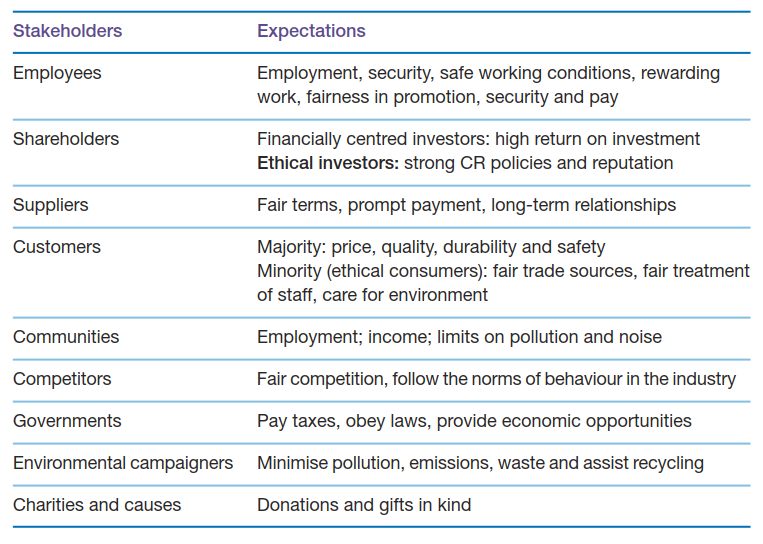 Stakeholders Expectations
Employees Employment, security, safe working conditions, rewarding
work, fairness in promotion, security and pay
Shareholders Financially centred investors: high return on investment
Ethical investors: strong CR policies and reputation
Suppliers Fair terms, prompt payment, long-term relationships
Customers Majority: price, quality, durability and safety
Minority (ethical consumers): fair trade sources, fair treatment
of staff, care for environment
Communities Employment; income; limits on pollution and noise
Competitors Fair competition, follow the norms of behaviour in the industry
Governments Pay taxes, obey laws, provide economic opportunities
Environmental campaigners Minimise pollution, emissions, waste and assist recycling
Charities and causes Donations and gifts in kind